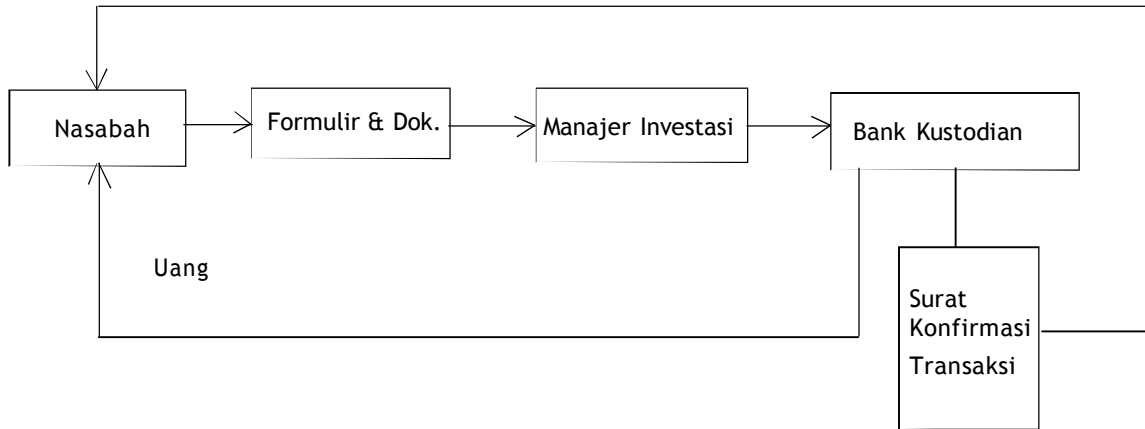 Nasabah
Formulir & Dok.
Manajer Investasi
Bank Kustodian
Uang
Surat
Konfirmasi
Transaksi